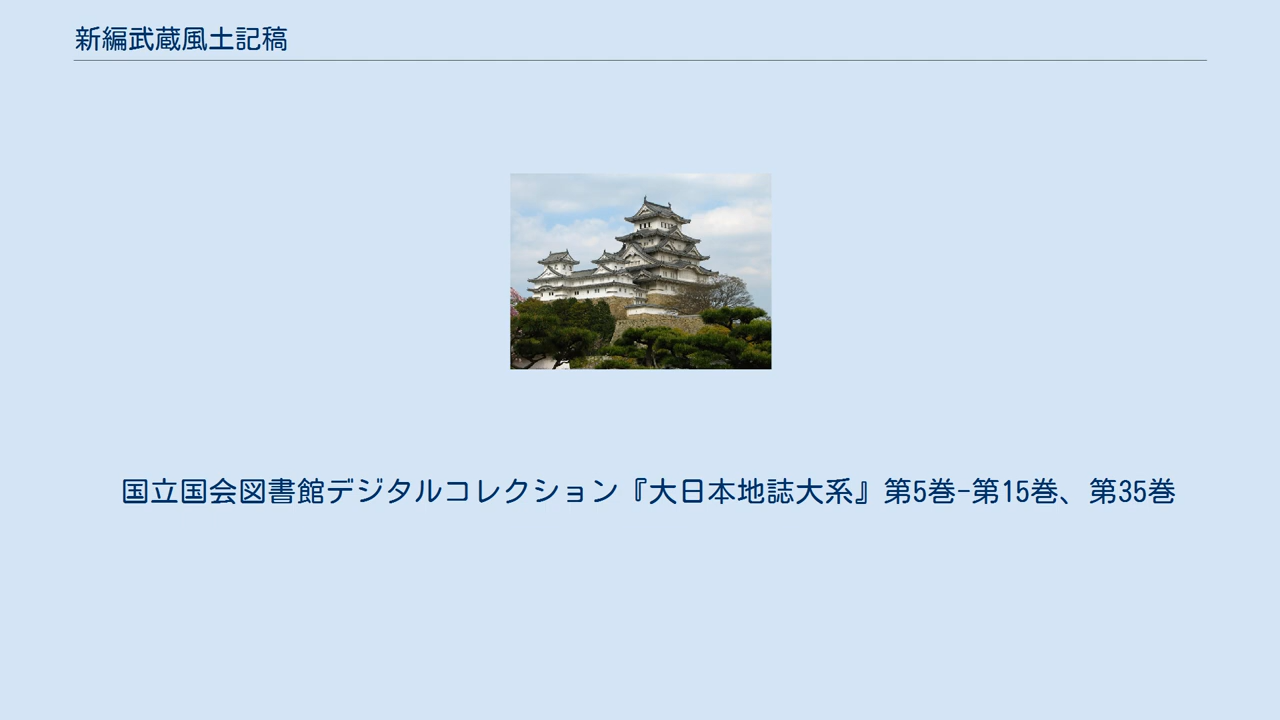 新編武蔵風土記稿
国立国会図書館デジタルコレクション『大日本地誌大系』第5巻-第15巻、第35巻